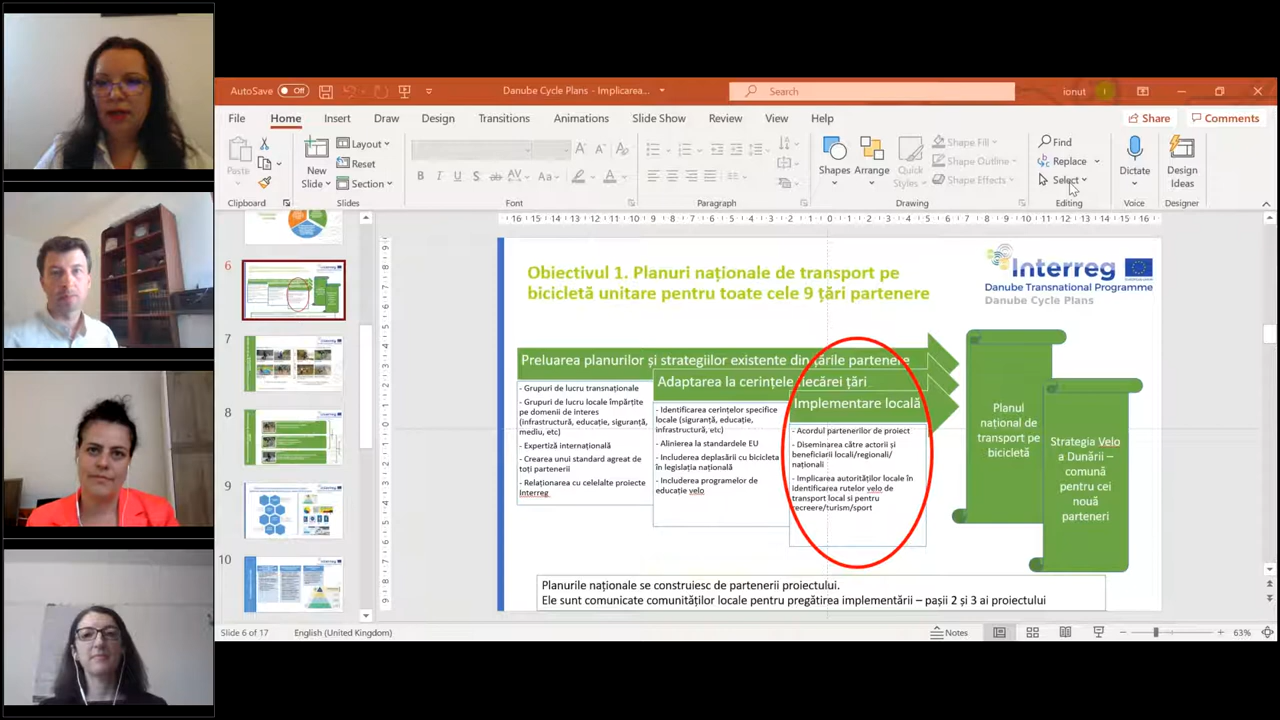 AutoSave Off
Danube Cycle Plans - Implicarea...
Search
ionut
File Home Insert Draw Design Transitions Animations Slide Show Review View Help
Share Comments
Paste
New
Slide
Layout
Reset
Section
Shapes Arrange Quick
Styles
Shape Fill
Shape Outline
Shape Effects
Find
Replace
Select
Dictate
Design
Ideas
Clipboard Slides Font Paragraph Drawing Editing Voice Designer
6
7
8
9
10
Obiectivul 1. Planuri naționale de transport pe
bicicletă unitare pentru toate cele 9 țări partenere
Interreg
Danube Transnational Programme
Danube Cycle Plans
Preluarea planurilor și strategiilor existente din țările partenere
Adaptarea la cerințele fiecărei țări
Implementare locală
- Grupuri de lucru transnaționale
- Grupuri de lucru locale împărțite
pe domenii de interes
(infrastructură, educație, siguranță,
mediu, etc)
- Expertiză internațională
- Crearea unui standard agreat de
toți partenerii
- Relaționarea cu celelalte proiecte
Interreg
- Identificarea cerințelor specifice
locale (siguranță, educație,
infrastructură, etc)
- Alinierea la standardele EU
- Includerea deplasării cu bicicleta
în legislația națională
- Includerea programelor de
educație velo
- Acordul partenerilor de proiect
- Diseminarea către actorii și
beneficiarii locali/regionali/
naționali
- Implicarea autorităților locale în
identificarea rutelor velo de
transport local si pentru
recreere/turism/sport
Planul
național de
transport pe
bicicletă
Strategia Velo
a Dunării –
comună
pentru cei
nouă
parteneri
Planurile naționale se construiesc de partenerii proiectului.
Ele sunt comunicate comunităților locale pentru pregătirea implementării – pașii 2 și 3 ai proiectului
Slide 6 of 17 English (United Kingdom) Notes 63%